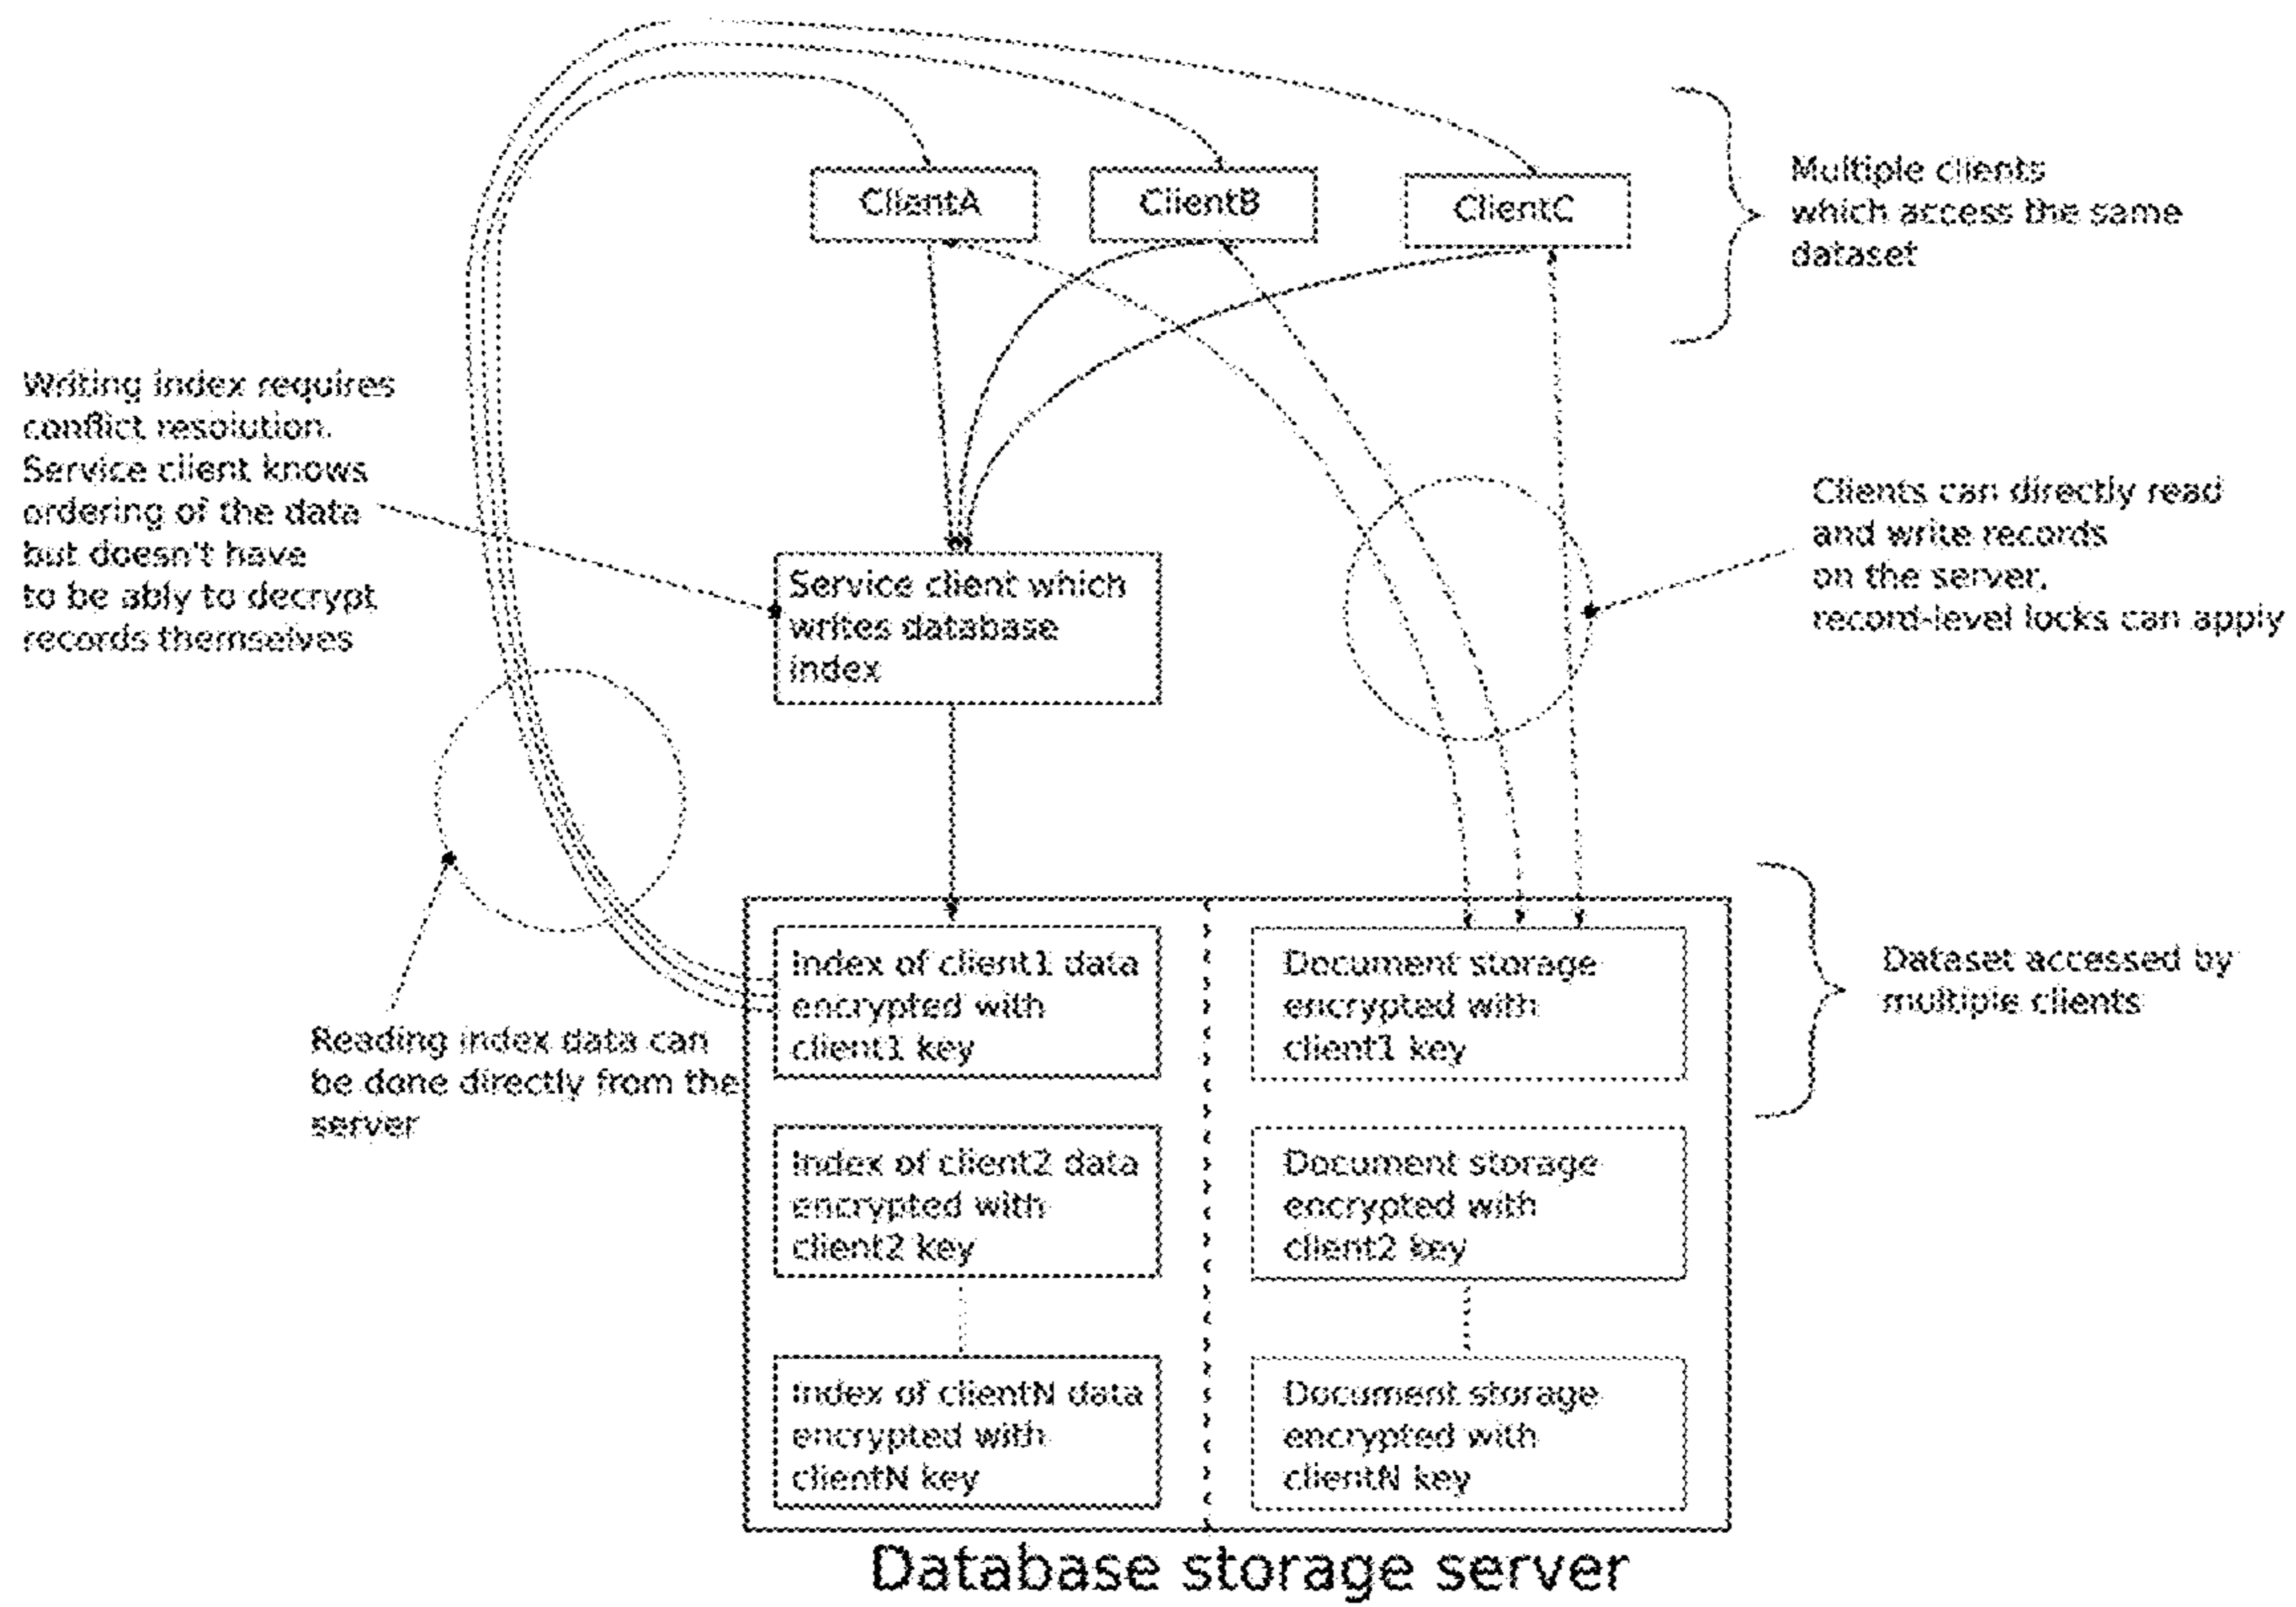 ClientA
ClientB
ClientC
Multiple clients
which access the same
dataset
Writing index requires
conflict resolution.
Service client knows
ordering of the data
but doesn't have
to be ably to decrypt
records themselves
Clients can directly read
and write records
on the server,
record-level locks can apply
Service client which
writes database
index
Reading index data can
be done directly from the
server
Index of client1 data
encrypted with
client1 key
Document storage
encrypted with
client1 key
Dataset accessed by
multiple clients
Index of client2 data
encrypted with
client2 key
Document storage
encrypted with
client2 key
Index of clientN data
encrypted with
clientN key
Document storage
encrypted with
clientN key
Database storage server